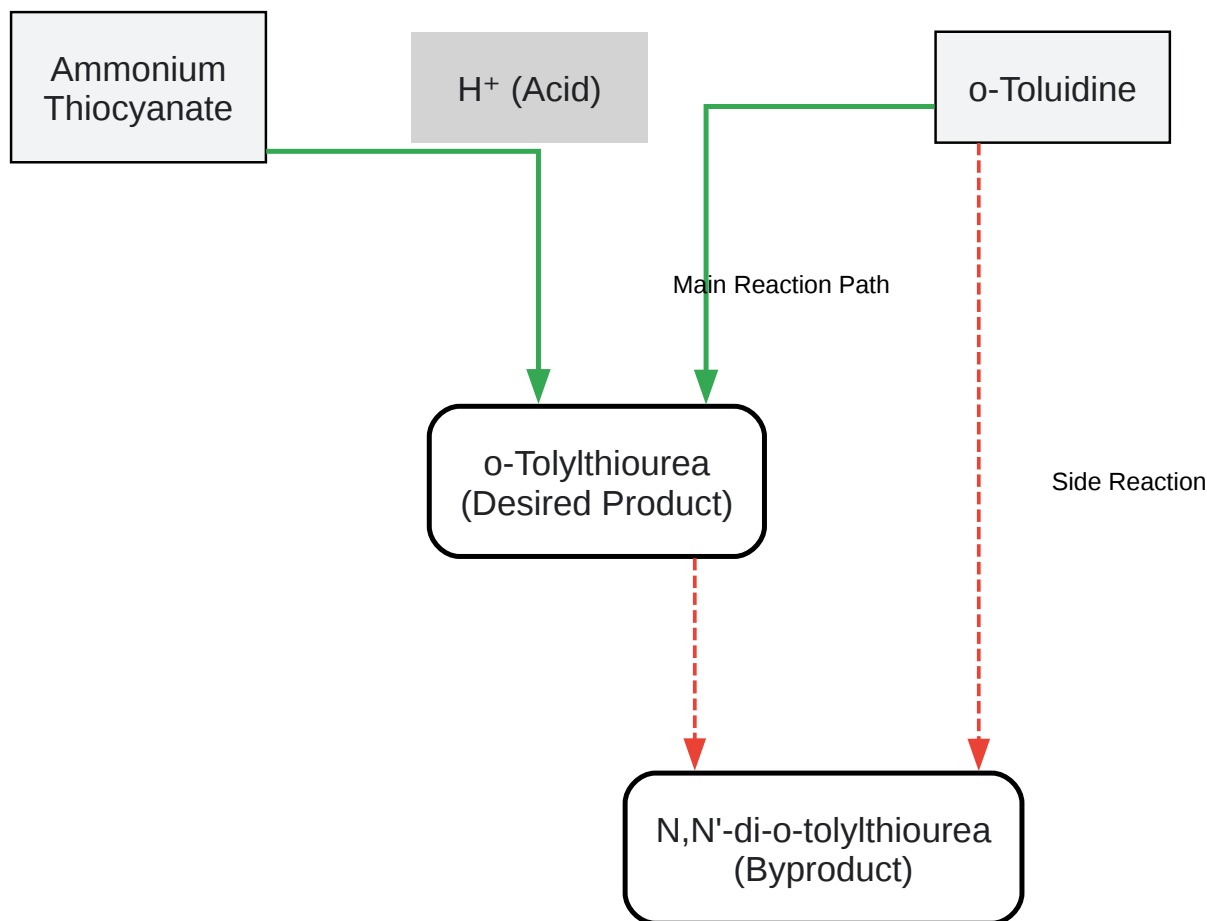 Ammonium
Thiocyanate
H⁺ (Acid)
o-Toluidine
Main Reaction Path
o-Tolylthiourea
(Desired Product)
Side Reaction
N,N'-di-o-tolylthiourea
(Byproduct)